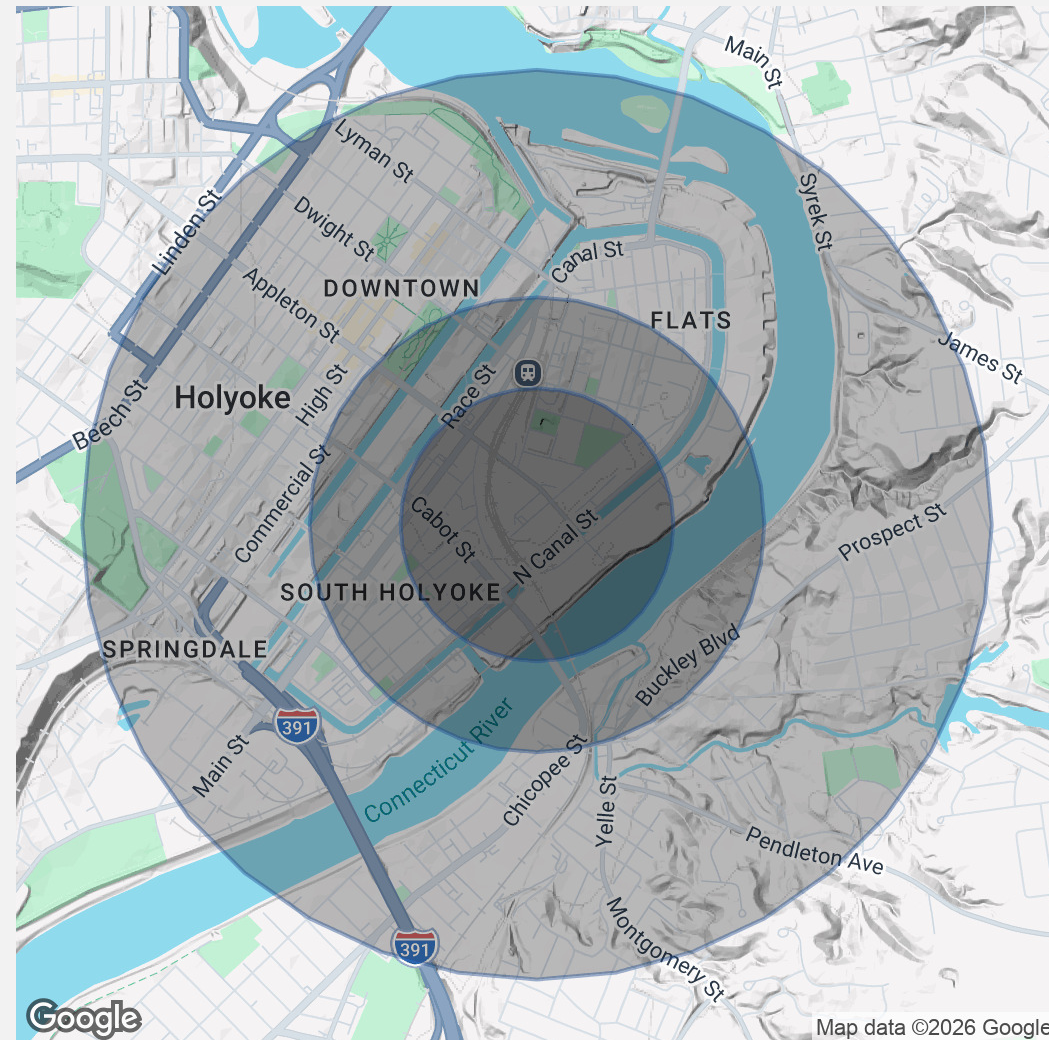 Main St
Lyman St
Syrek St
Linden St
Dwight St
Canal St
Appleton St
DOWNTOWN
FLATS
James St
Holyoke
High St
Race St
Beech St
Commercial St
Cabot St
N Canal St
Prospect St
SOUTH HOLYOKE
SPRINGDALE
Buckley Blvd
391
Main St
Connecticut River
Chicopee St
Yelle St
Pendleton Ave
391
Montgomery St
Google
Map data ©2026 Google